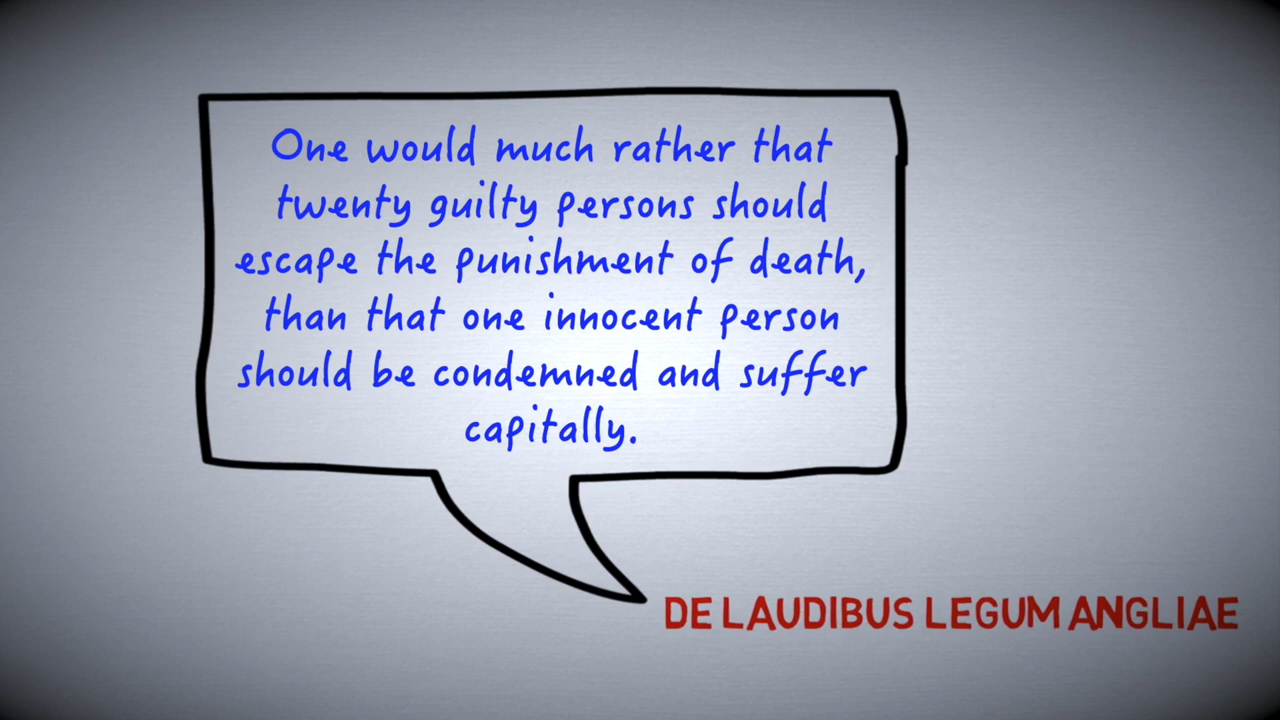 One would much rather that
twenty guilty persons should
escape the punishment of death,
than that one innocent person
should be condemned and suffer
capitally.
DE LAUDIBUS LEGUM ANGLIAE